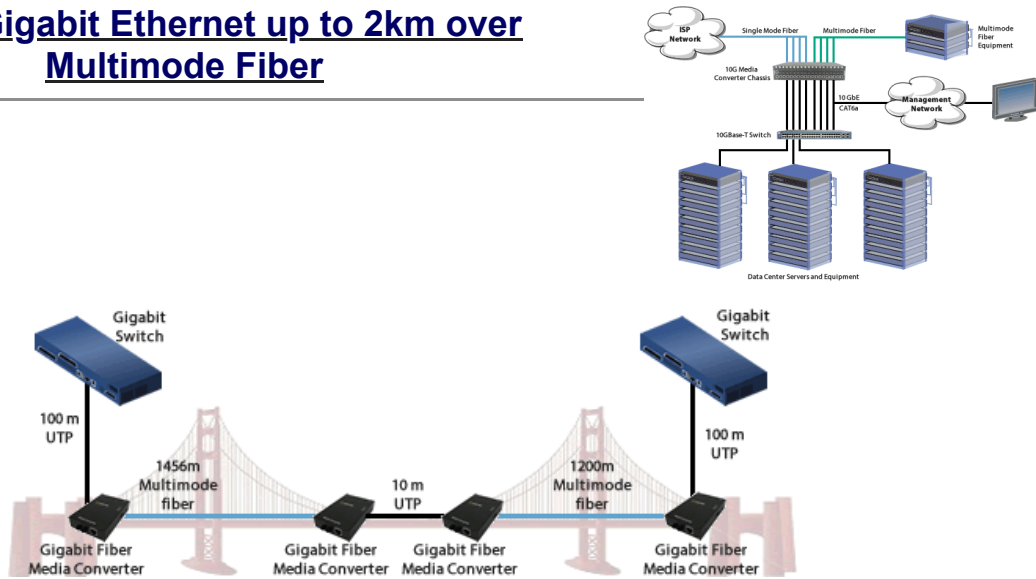 Gigabit Ethernet up to 2km over
Multimode Fiber
ISP
Network
Single Mode Fiber
Multimode Fiber
Multimode
Fiber
Equipment
10G Media
Converter Chassis
10 GbE
CAT6a
Management
Network
10GBase-T Switch
Data Center Servers and Equipment
Gigabit
Switch
Gigabit
Switch
100 m
UTP
100 m
UTP
1456m
Multimode
fiber
10 m
UTP
1200m
Multimode
fiber
Gigabit Fiber
Media Converter
Gigabit Fiber
Media Converter
Gigabit Fiber
Media Converter
Gigabit Fiber
Media Converter